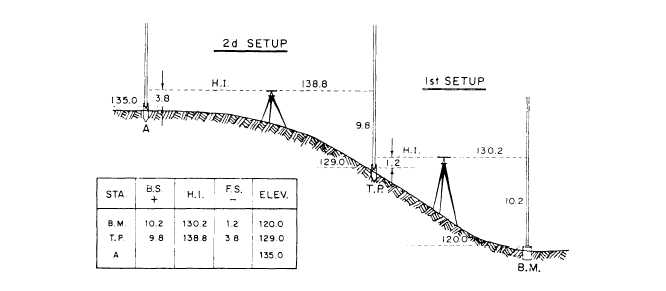 2d SETUP
1st SETUP
H.I. 138.8
135.0 3.8
A
9.8
H.I. 130.2
129.0 1.2
T.P.
10.2
120.0
B.M.
STA. B.S. + H.I. F.S. − ELEV.
B.M 10.2 130.2 1.2 120.0
T.P. 9.8 138.8 3.8 129.0
A 135.0